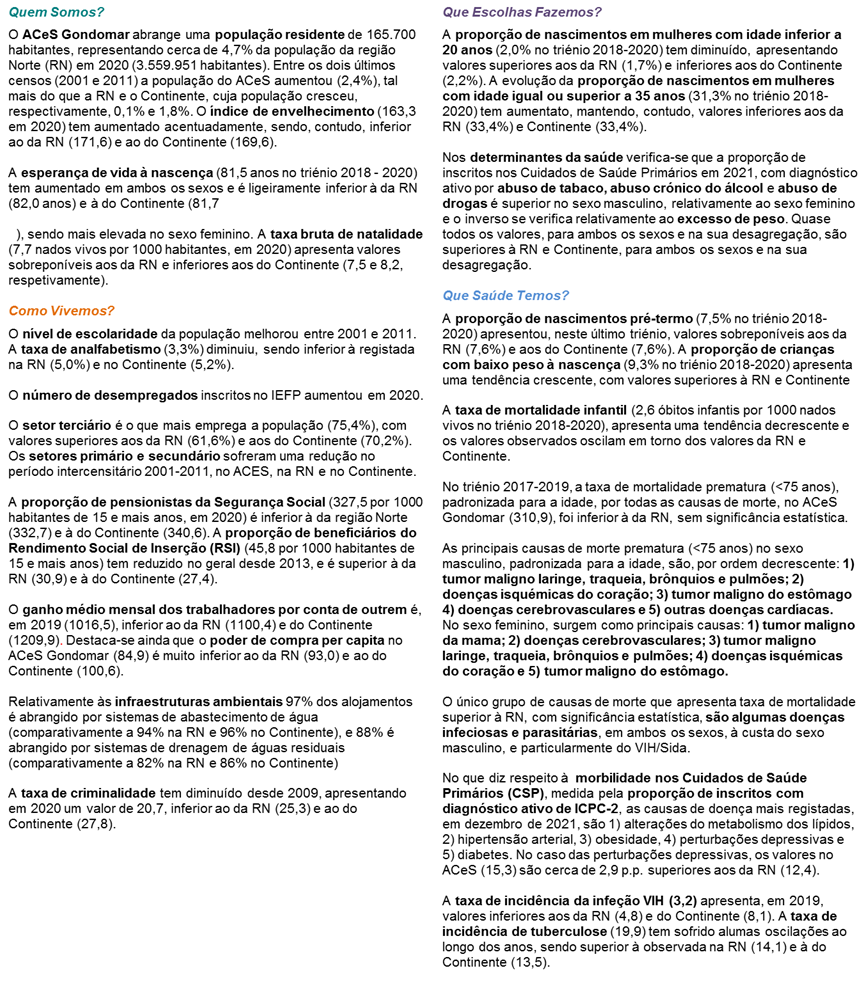 Quem Somos?
O ACeS Gondomar abrange uma população residente de 165.700
habitantes, representando cerca de 4,7% da população da região
Norte (RN) em 2020 (3.559.951 habitantes). Entre os dois últimos
censos (2001 e 2011) a população do ACeS aumentou (2,4%), tal
mais do que a RN e o Continente, cuja população cresceu,
respectivamente, 0,1% e 1,8%. O índice de envelhecimento (163,3
em 2020) tem aumentado acentuadamente, sendo, contudo, inferior
ao da RN (171,6) e ao do Continente (169,6).
A esperança de vida à nascença (81,5 anos no triénio 2018 - 2020)
tem aumentado em ambos os sexos e é ligeiramente inferior à da RN
(82,0 anos) e à do Continente (81,7
), sendo mais elevada no sexo feminino. A taxa bruta de natalidade
(7,7 nados vivos por 1000 habitantes, em 2020) apresenta valores
sobreponíveis aos da RN e inferiores aos do Continente (7,5 e 8,2,
respetivamente).
Como Vivemos?
O nível de escolaridade da população melhorou entre 2001 e 2011.
A taxa de analfabetismo (3,3%) diminuiu, sendo inferior à registada
na RN (5,0%) e no Continente (5,2%).
O número de desempregados inscritos no IEFP aumentou em 2020.
O setor terciário é o que mais emprega a população (75,4%), com
valores superiores aos da RN (61,6%) e aos do Continente (70,2%).
Os setores primário e secundário sofreram uma redução no
período intercensitário 2001-2011, no ACES, na RN e no Continente.
A proporção de pensionistas da Segurança Social (327,5 por 1000
habitantes de 15 e mais anos, em 2020) é inferior à da região Norte
(332,7) e à do Continente (340,6). A proporção de beneficiários do
Rendimento Social de Inserção (RSI) (45,8 por 1000 habitantes de
15 e mais anos) tem reduzido no geral desde 2013, e é superior à da
RN (30,9) e à do Continente (27,4).
O ganho médio mensal dos trabalhadores por conta de outrem é,
em 2019 (1016,5), inferior ao da RN (1100,4) e do Continente
(1209,9). Destaca-se ainda que o poder de compra per capita no
ACeS Gondomar (84,9) é muito inferior ao da RN (93,0) e ao do
Continente (100,6).
Relativamente às infraestruturas ambientais 97% dos alojamentos
é abrangido por sistemas de abastecimento de água
(comparativamente a 94% na RN e 96% no Continente), e 88% é
abrangido por sistemas de drenagem de águas residuais
(comparativamente a 82% na RN e 86% no Continente)
A taxa de criminalidade tem diminuído desde 2009, apresentando
em 2020 um valor de 20,7, inferior ao da RN (25,3) e ao do
Continente (27,8).
Que Escolhas Fazemos?
A proporção de nascimentos em mulheres com idade inferior a
20 anos (2,0% no triénio 2018-2020) tem diminuído, apresentando
valores superiores aos da RN (1,7%) e inferiores aos do Continente
(2,2%). A evolução da proporção de nascimentos em mulheres
com idade igual ou superior a 35 anos (31,3% no triénio 2018-
2020) tem aumentato, mantendo, contudo, valores inferiores aos da
RN (33,4%) e Continente (33,4%).
Nos determinantes da saúde verifica-se que a proporção de
inscritos nos Cuidados de Saúde Primários em 2021, com diagnóstico
ativo por abuso de tabaco, abuso crónico do álcool e abuso de
drogas é superior no sexo masculino, relativamente ao sexo feminino
e o inverso se verifica relativamente ao excesso de peso. Quase
todos os valores, para ambos os sexos e na sua desagregação, são
superiores à RN e Continente, para ambos os sexos e na sua
desagregação.
Que Saúde Temos?
A proporção de nascimentos pré-termo (7,5% no triénio 2018-
2020) apresentou, neste último triénio, valores sobreponíveis aos da
RN (7,6%) e aos do Continente (7,6%). A proporção de crianças
com baixo peso à nascença (9,3% no triénio 2018-2020) apresenta
uma tendência crescente, com valores superiores à RN e Continente
A taxa de mortalidade infantil (2,6 óbitos infantis por 1000 nados
vivos no triénio 2018-2020), apresenta uma tendência decrescente e
os valores observados oscilam em torno dos valores da RN e
Continente.
No triénio 2017-2019, a taxa de mortalidade prematura (<75 anos),
padronizada para a idade, por todas as causas de morte, no ACeS
Gondomar (310,9), foi inferior à da RN, sem significância estatística.
As principais causas de morte prematura (<75 anos) no sexo
masculino, padronizada para a idade, são, por ordem decrescente: 1)
tumor maligno laringe, traqueia, brônquios e pulmões; 2)
doenças isquémicas do coração; 3) tumor maligno do estômago
4) doenças cerebrovasculares e 5) outras doenças cardíacas.
No sexo feminino, surgem como principais causas: 1) tumor maligno
da mama; 2) doenças cerebrovasculares; 3) tumor maligno
laringe, traqueia, brônquios e pulmões; 4) doenças isquémicas
do coração e 5) tumor maligno do estômago.
O único grupo de causas de morte que apresenta taxa de mortalidade
superior à RN, com significância estatística, são algumas doenças
infeciosas e parasitárias, em ambos os sexos, à custa do sexo
masculino, e particularmente do VIH/Sida.
No que diz respeito à morbilidade nos Cuidados de Saúde
Primários (CSP), medida pela proporção de inscritos com
diagnóstico ativo de ICPC-2, as causas de doença mais registadas,
em dezembro de 2021, são 1) alterações do metabolismo dos lípidos,
2) hipertensão arterial, 3) obesidade, 4) perturbações depressivas e
5) diabetes. No caso das perturbações depressivas, os valores no
ACeS (15,3) são cerca de 2,9 p.p. superiores aos da RN (12,4).
A taxa de incidência da infeção VIH (3,2) apresenta, em 2019,
valores inferiores aos da RN (4,8) e do Continente (8,1). A taxa de
incidência de tuberculose (19,9) tem sofrido alumas oscilações ao
longo dos anos, sendo superior à observada na RN (14,1) e à do
Continente (13,5).